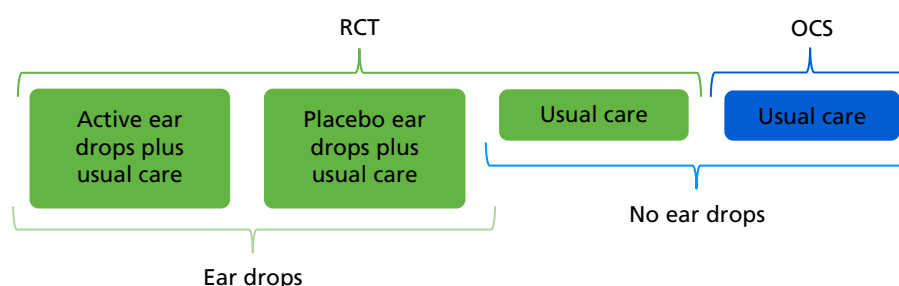 RCT
OCS
Active ear
drops plus
usual care
Placebo ear
drops plus
usual care
Usual care
Usual care
No ear drops
Ear drops